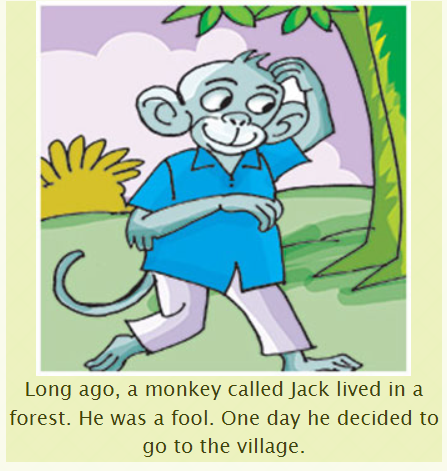 Long ago, a monkey called Jack lived in a
forest. He was a fool. One day he decided to
go to the village.